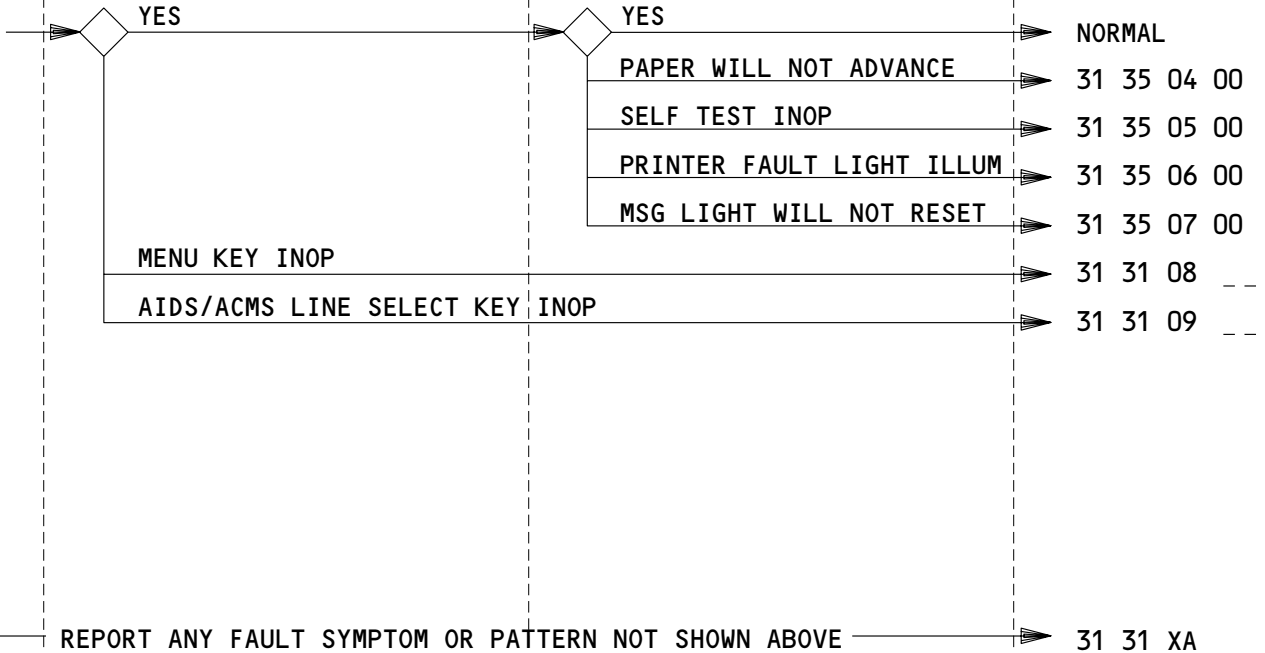 YES YES NORMAL
PAPER WILL NOT ADVANCE 31 35 04 00
SELF TEST INOP 31 35 05 00
PRINTER FAULT LIGHT ILLUM 31 35 06 00
MSG LIGHT WILL NOT RESET 31 35 07 00
MENU KEY INOP 31 31 08 _ _
AIDS/ACMS LINE SELECT KEY INOP 31 31 09 _ _
REPORT ANY FAULT SYMPTOM OR PATTERN NOT SHOWN ABOVE 31 31 XA